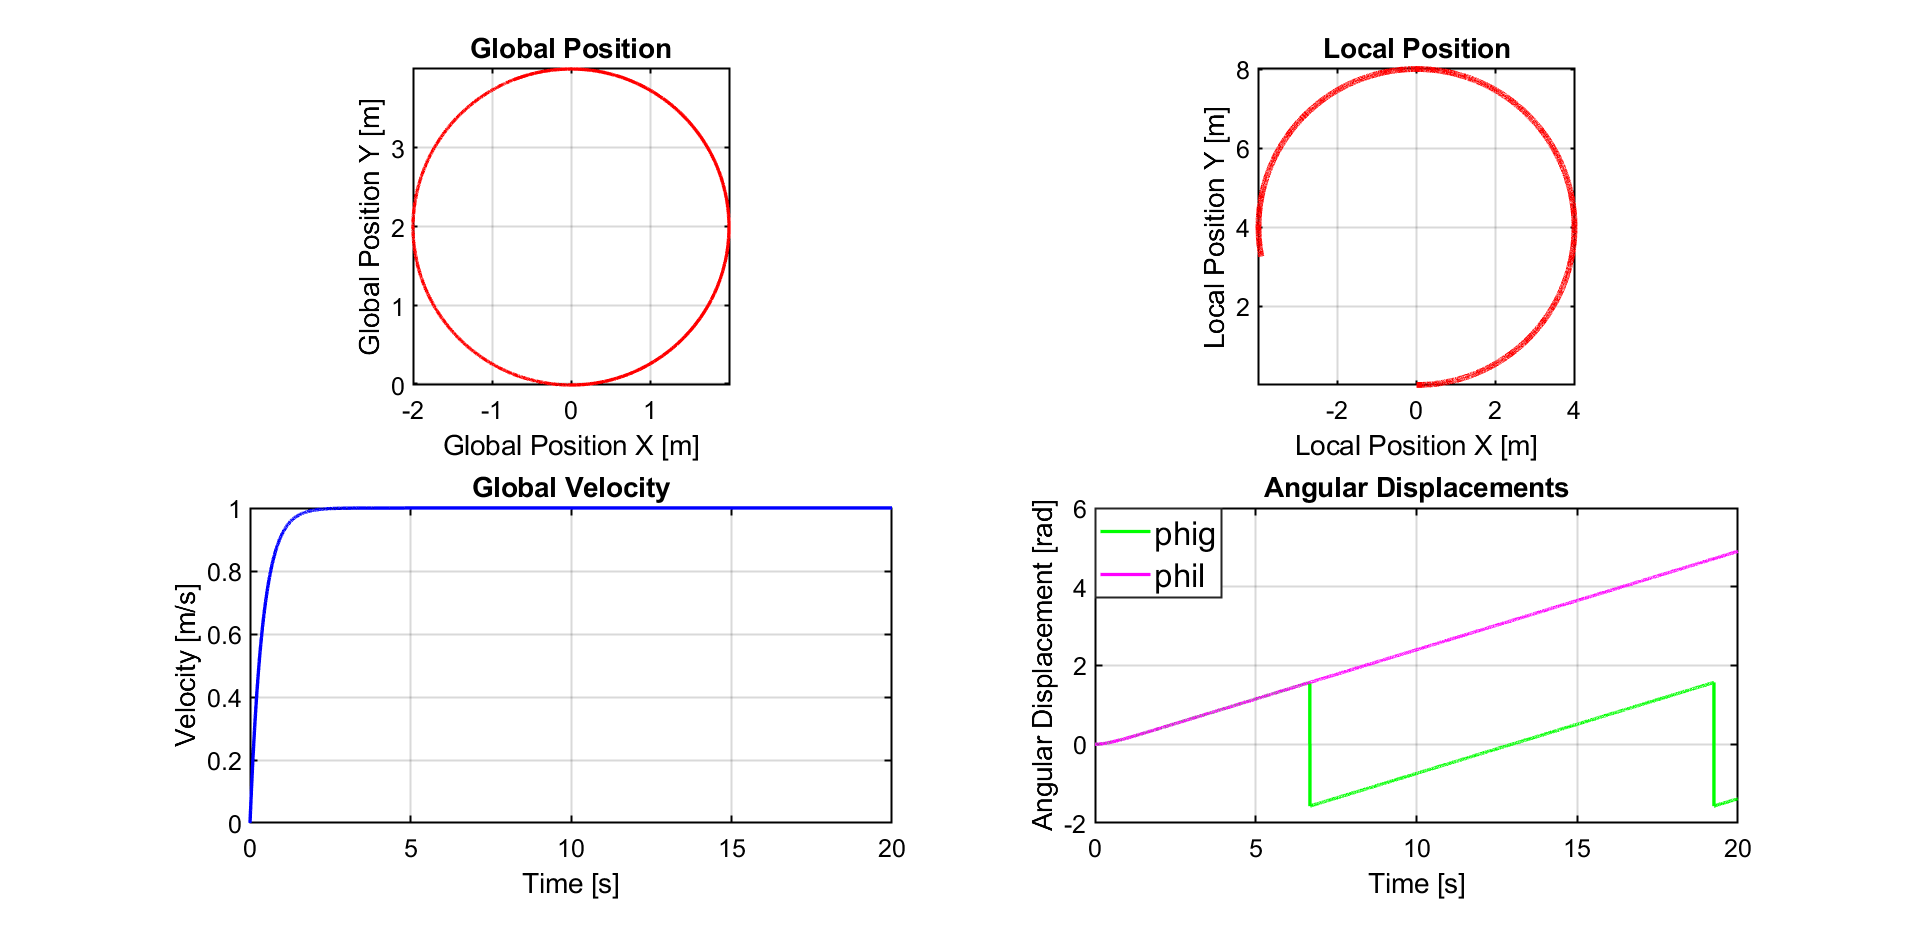 Global Position
Global Position Y [m]
3
2
1
0
-2 -1 0 1
Global Position X [m]
Local Position
Local Position Y [m]
8
6
4
2
-2 0 2 4
Local Position X [m]
Global Velocity
Velocity [m/s]
1
0.8
0.6
0.4
0.2
0
0 5 10 15 20
Time [s]
Angular Displacements
Angular Displacement [rad]
6
4
2
0
-2
phig
phil
0 5 10 15 20
Time [s]